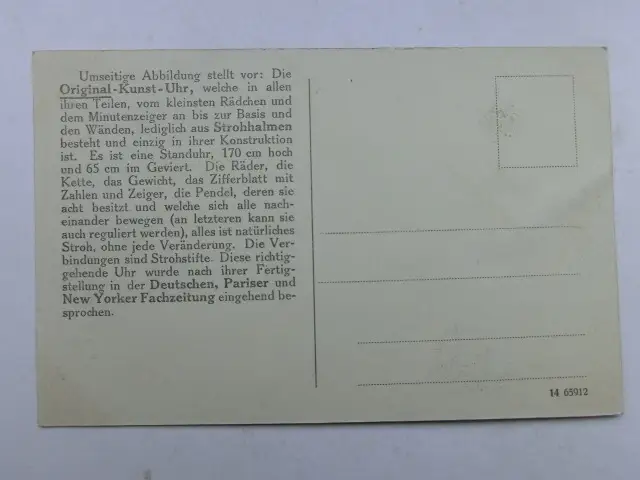 Umseitige Abbildung stellt vor: Die
Original-Kunst-Uhr, welche in allen
ihren Teilen, vom kleinsten Rädchen und
dem Minutenzeiger an bis zur Basis und
den Wänden, lediglich aus Strohhalmen
besteht und einzig in ihrer Konstruktion
ist. Es ist eine Standuhr, 170 cm hoch
und 65 cm im Geviert. Die Räder, die
Kette, das Gewicht, das Zifferblatt mit
Zahlen und Zeiger, die Pendel, deren sie
acht besitzt und welche sich alle nach-
einander bewegen (an letzteren kann sie
auch reguliert werden), alles ist natürliches
Stroh, ohne jede Veränderung. Die Ver-
bindungen sind Strohstifte. Diese richtig-
gehende Uhr wurde nach ihrer Fertig-
stellung in der Deutschen, Pariser und
New Yorker Fachzeitung eingehend be-
sprochen.
14 65912